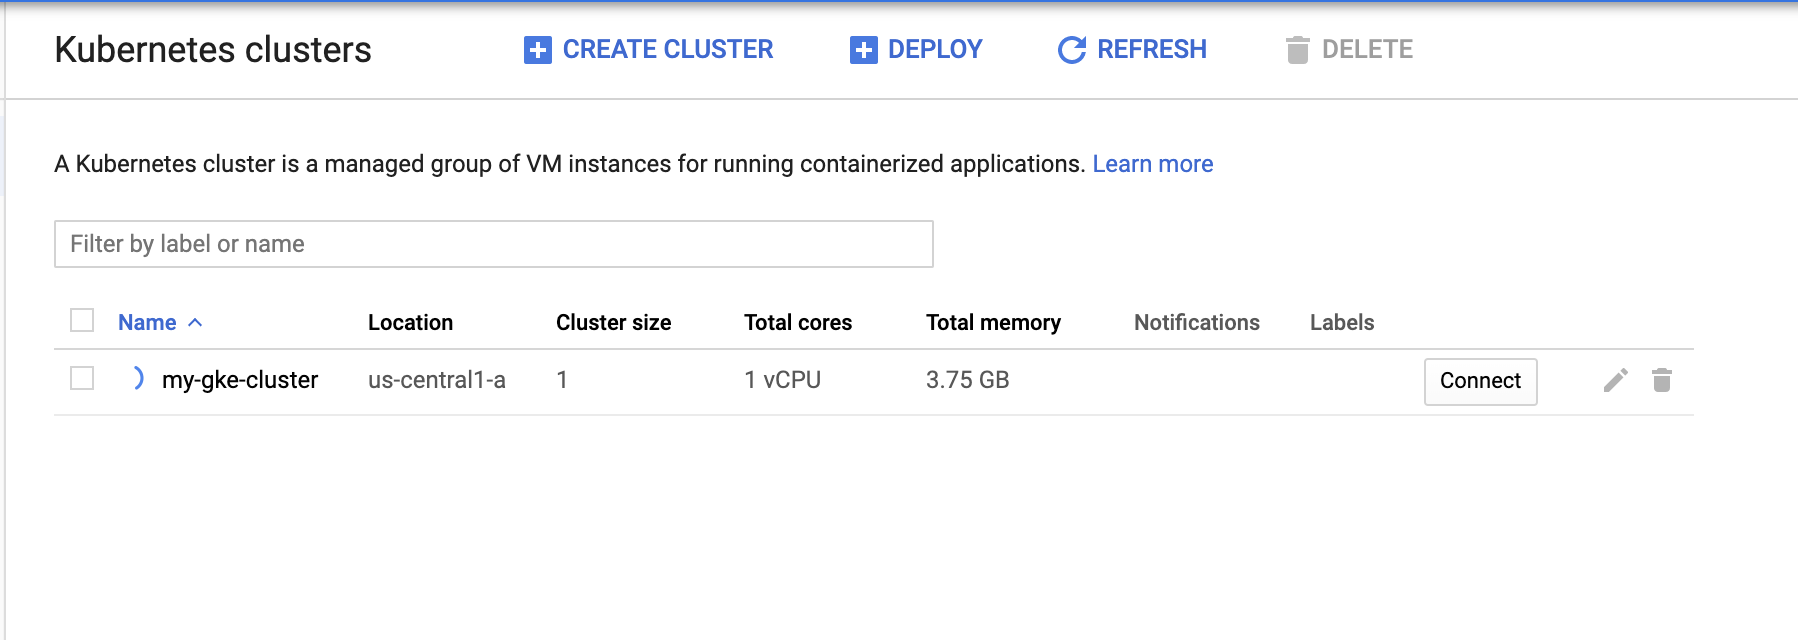 Kubernetes clusters CREATE CLUSTER DEPLOY REFRESH DELETE
A Kubernetes cluster is a managed group of VM instances for running containerized applications. Learn more
Filter by label or name
Name Location Cluster size Total cores Total memory Notifications Labels
my-gke-cluster us-central1-a 1 1 vCPU 3.75 GB Connect